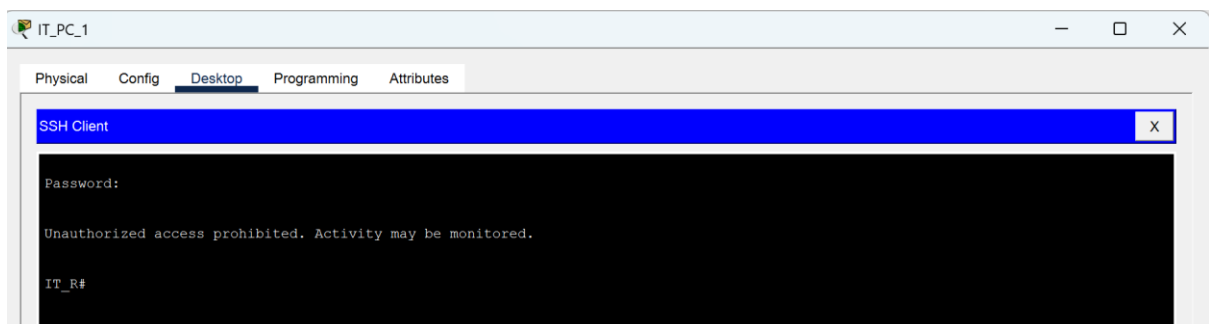 IT_PC_1
Physical Config Desktop Programming Attributes
SSH Client X
Password:
Unauthorized access prohibited. Activity may be monitored.
IT_R#